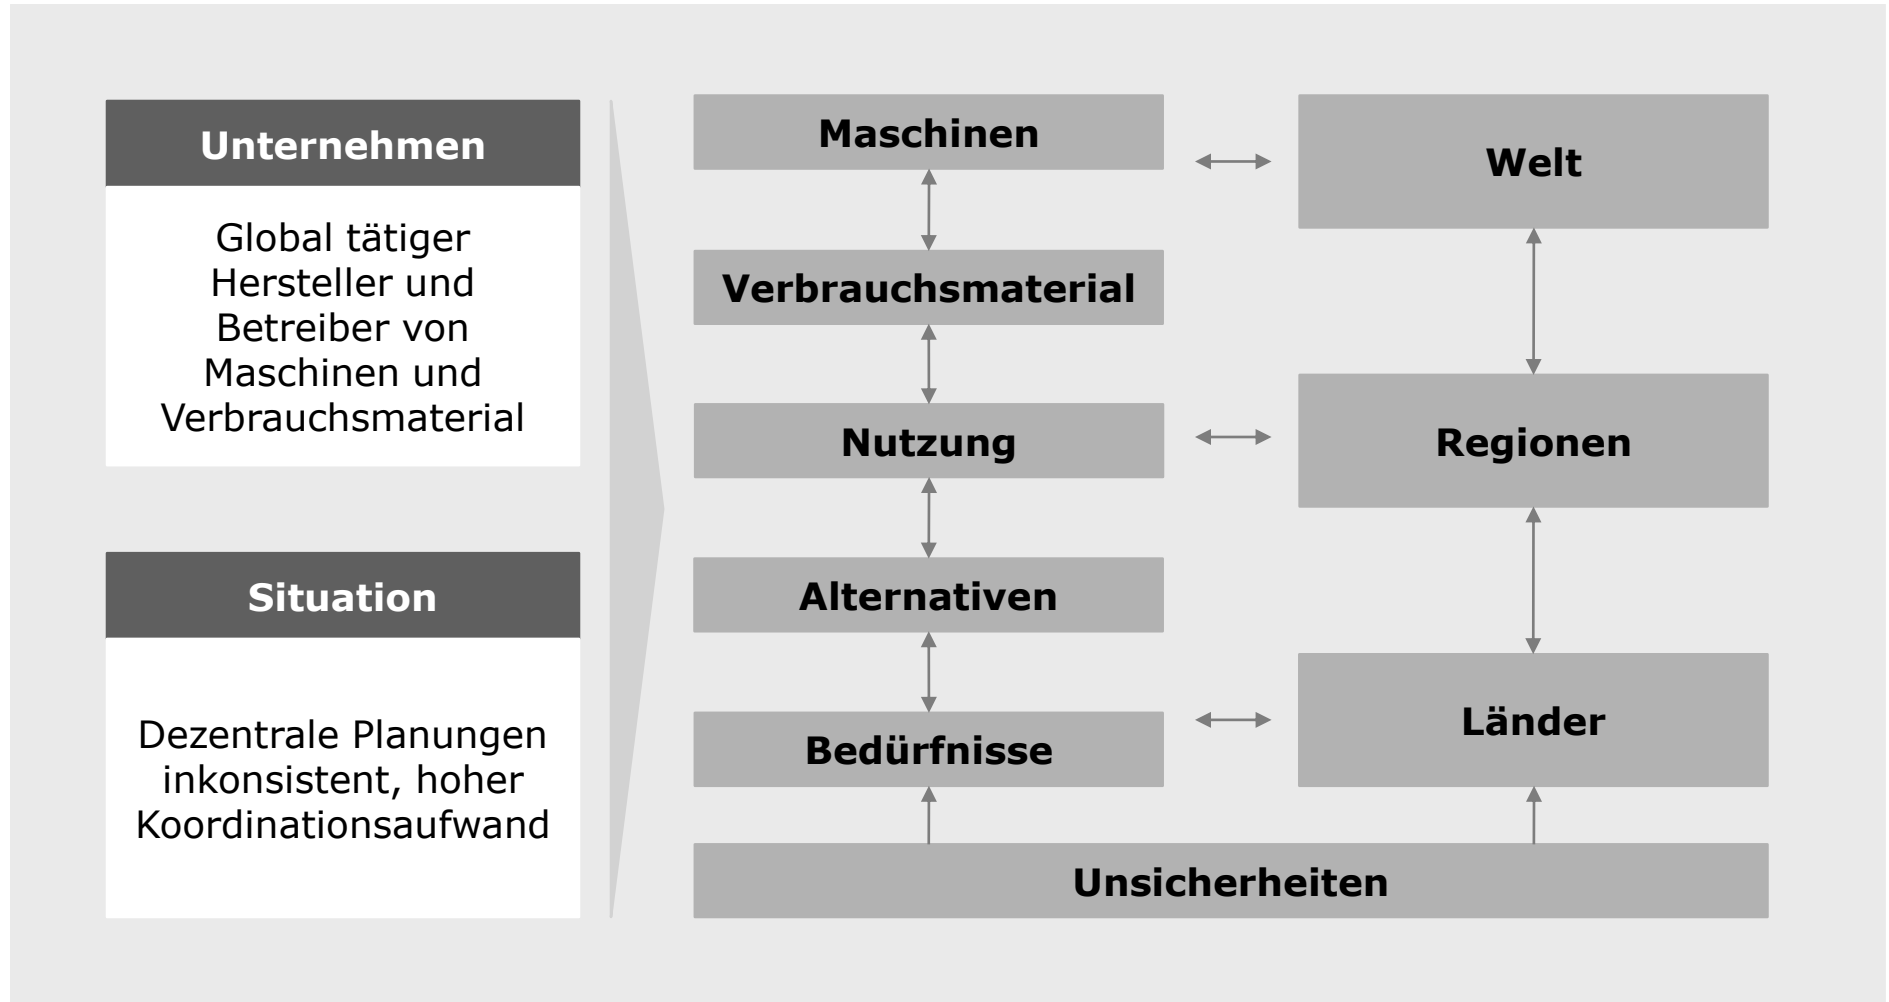 Unternehmen
Global tätiger
Hersteller und
Betreiber von
Maschinen und
Verbrauchsmaterial
Situation
Dezentrale Planungen
inkonsistent, hoher
Koordinationsaufwand
Maschinen
Verbrauchsmaterial
Nutzung
Alternativen
Bedürfnisse
Welt
Regionen
Länder
Unsicherheiten